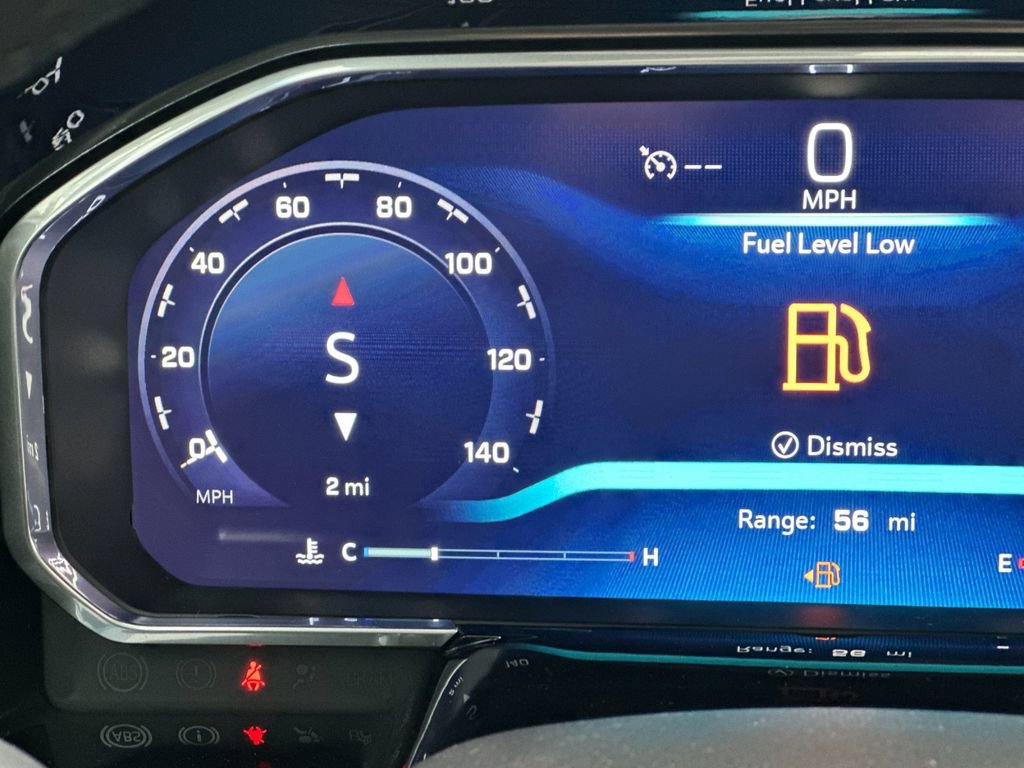 0
MPH
Fuel Level Low
60 80
40 100
S
20 120
0 140
Dismiss
2 mi
MPH
Range: 56 mi
C H
E
ABS